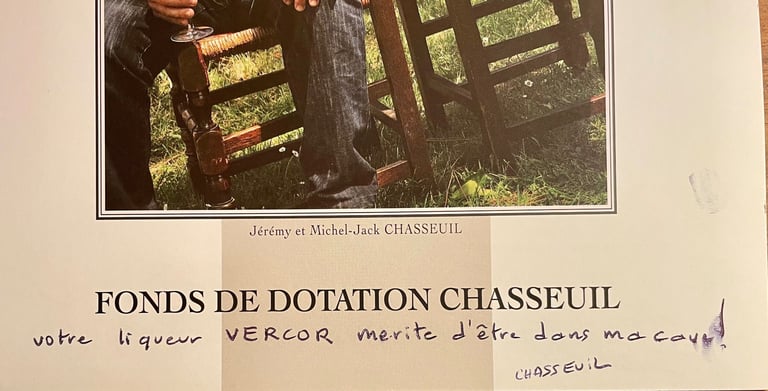 Jérémy et Michel-Jack CHASSEUIL
FONDS DE DOTATION CHASSEUIL
votre liqueur VERCOR merite d'être dans ma cave!
CHASSEUIL